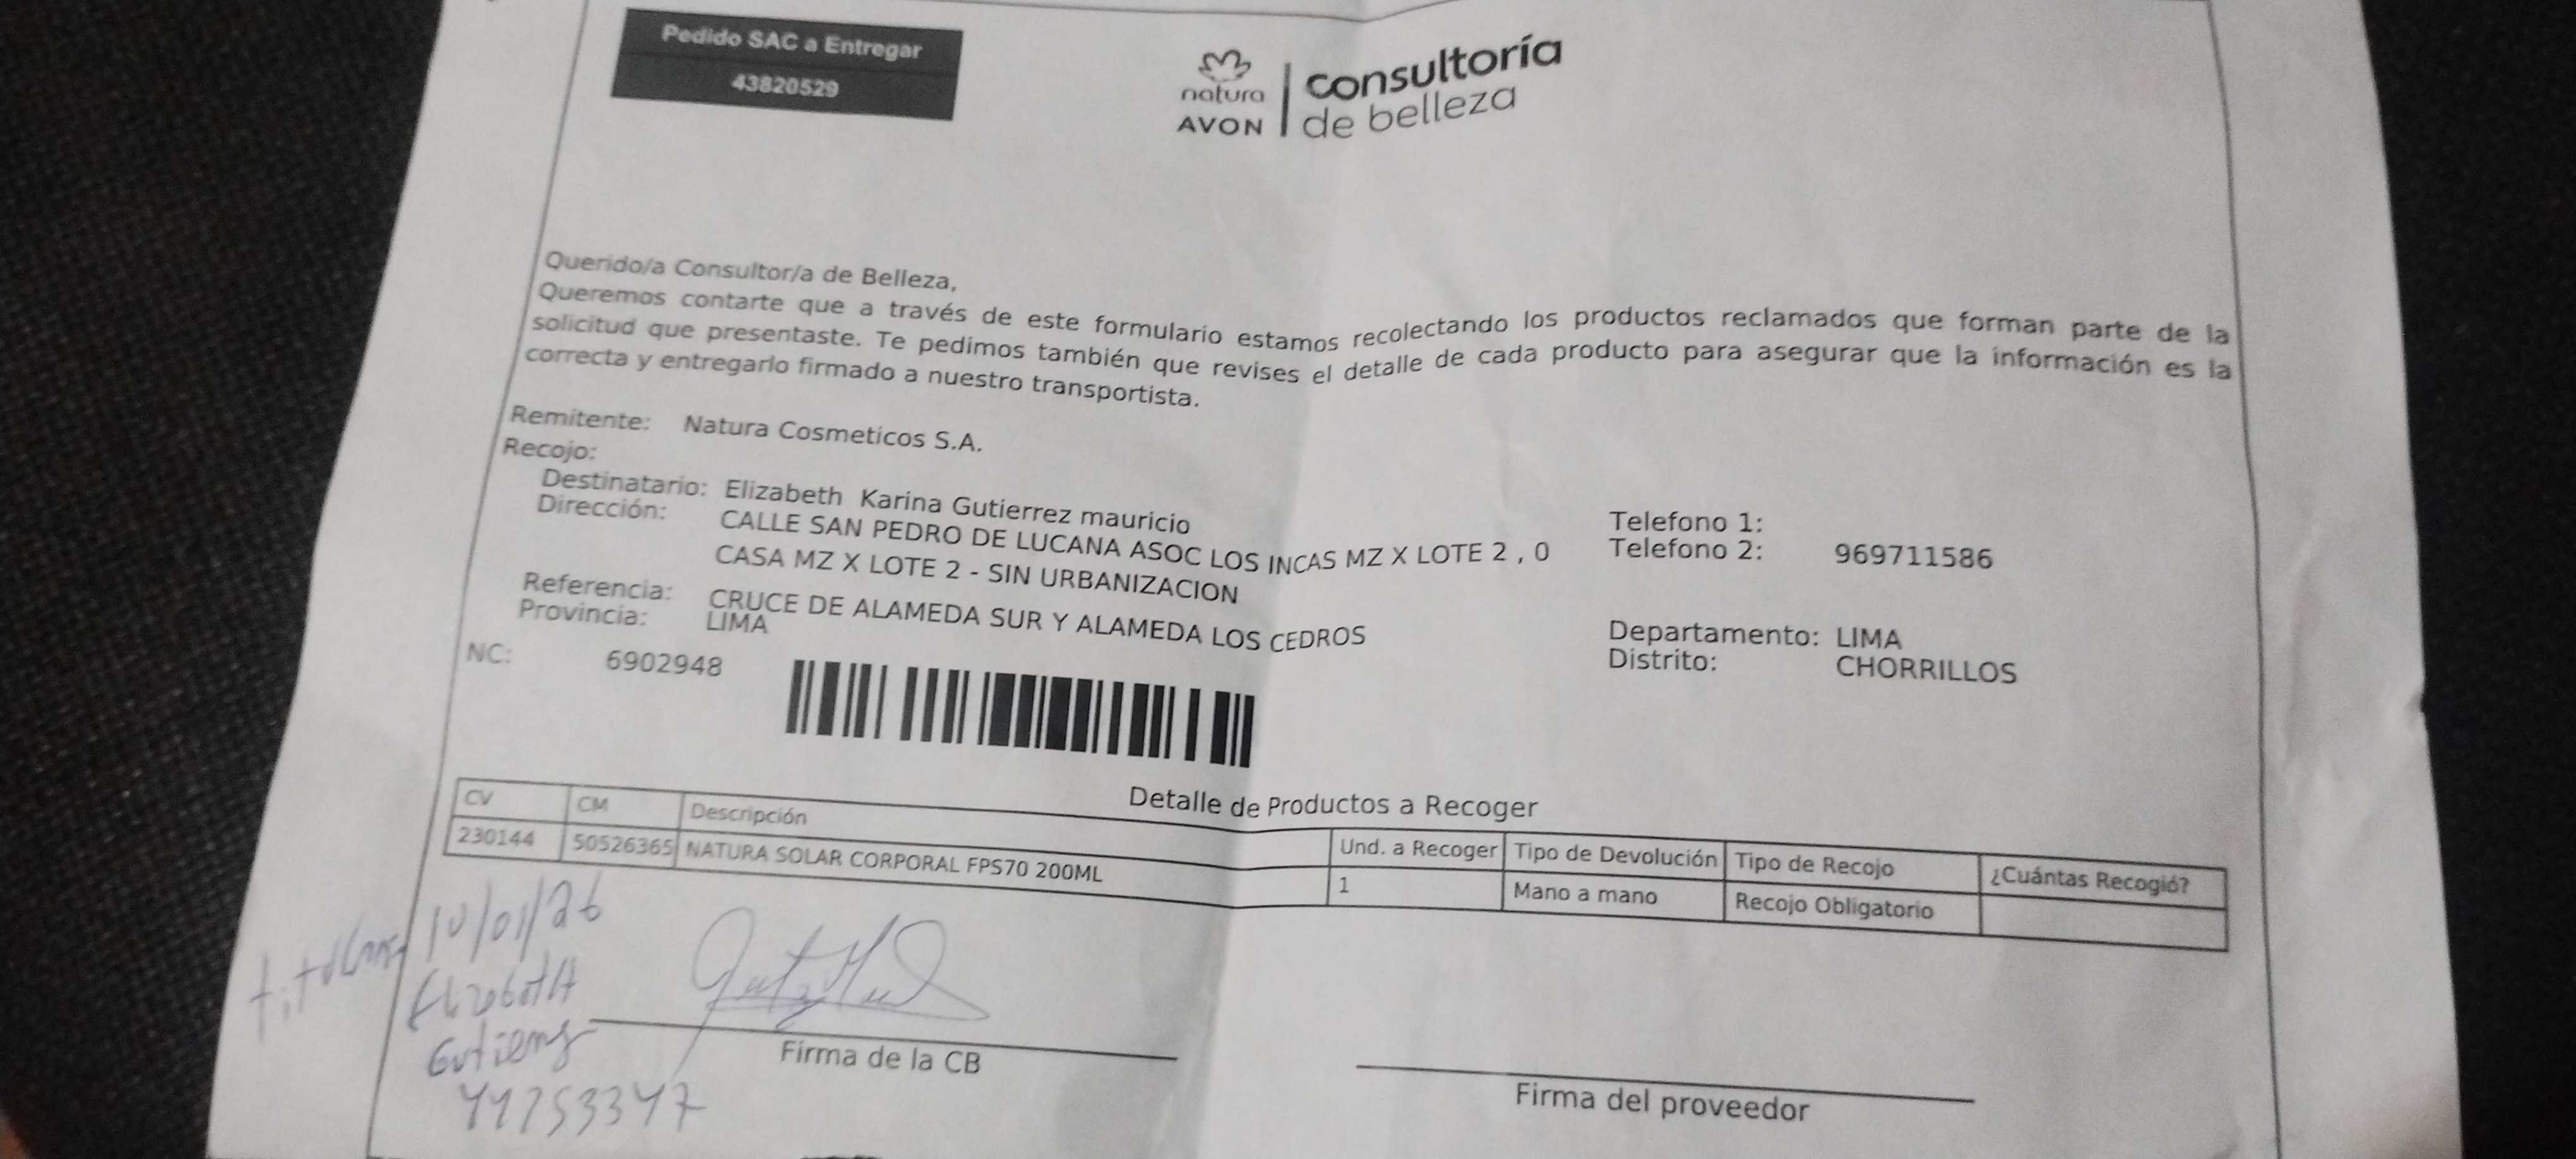 Pedido SAC a Entregar
43820529
natura
AVON
consultoría
de belleza
Querido/a Consultor/a de Belleza,
Queremos contarte que a través de este formulario estamos recolectando los productos reclamados que forman parte de la
solicitud que presentaste. Te pedimos también que revises el detalle de cada producto para asegurar que la información es la
correcta y entregarlo firmado a nuestro transportista.
Remitente: Natura Cosmeticos S.A.
Recojo:
Destinatario: Elizabeth Karina Gutierrez mauricio
Dirección: CALLE SAN PEDRO DE LUCANA ASOC LOS INCAS MZ X LOTE 2 , 0
CASA MZ X LOTE 2 - SIN URBANIZACION
Telefono 1:
Telefono 2: 969711586
Referencia: CRUCE DE ALAMEDA SUR Y ALAMEDA LOS CEDROS
Provincia: LIMA
Departamento: LIMA
Distrito: CHORRILLOS
NC: 6902948
Detalle de Productos a Recoger
CV CM Descripción Und. a Recoger Tipo de Devolución Tipo de Recojo ¿Cuántas Recogió?
230144 50526365 NATURA SOLAR CORPORAL FPS70 200ML 1 Mano a mano Recojo Obligatorio
10/01/26
Elizabeth
Firma de la CB
Firma del proveedor